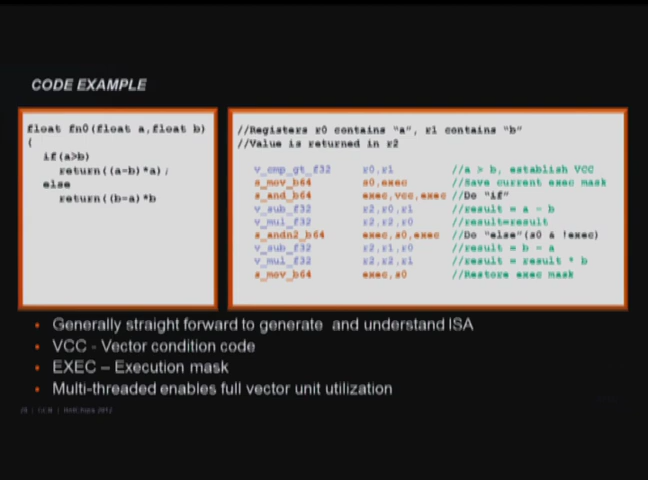 CODE EXAMPLE
float fn0(float a,float b)
{
if(a>b)
return((a-b)*a);
else
return((b-a)*b
//Registers r0 contains "a", r1 contains "b"
//Value is returned in r2
v_cmp_gt_f32 r0,r1 //a > b, establish VCC
s_mov_b64 s0,exec //Save current exec mask
s_and_b64 exec,vcc,exec //Do "if"
v_sub_f32 r2,r0,r1 //result = a - b
v_mul_f32 r2,r2,r0 //result=result
s_andn2_b64 exec,s0,exec //Do "else"(s0 & !exec)
v_sub_f32 r2,r1,r0 //result = b - a
v_mul_f32 r2,r2,r1 //result = result * b
s_mov_b64 exec,s0 //Restore exec mask
• Generally straight forward to generate and understand ISA
• VCC - Vector condition code
• EXEC – Execution mask
• Multi-threaded enables full vector unit utilization